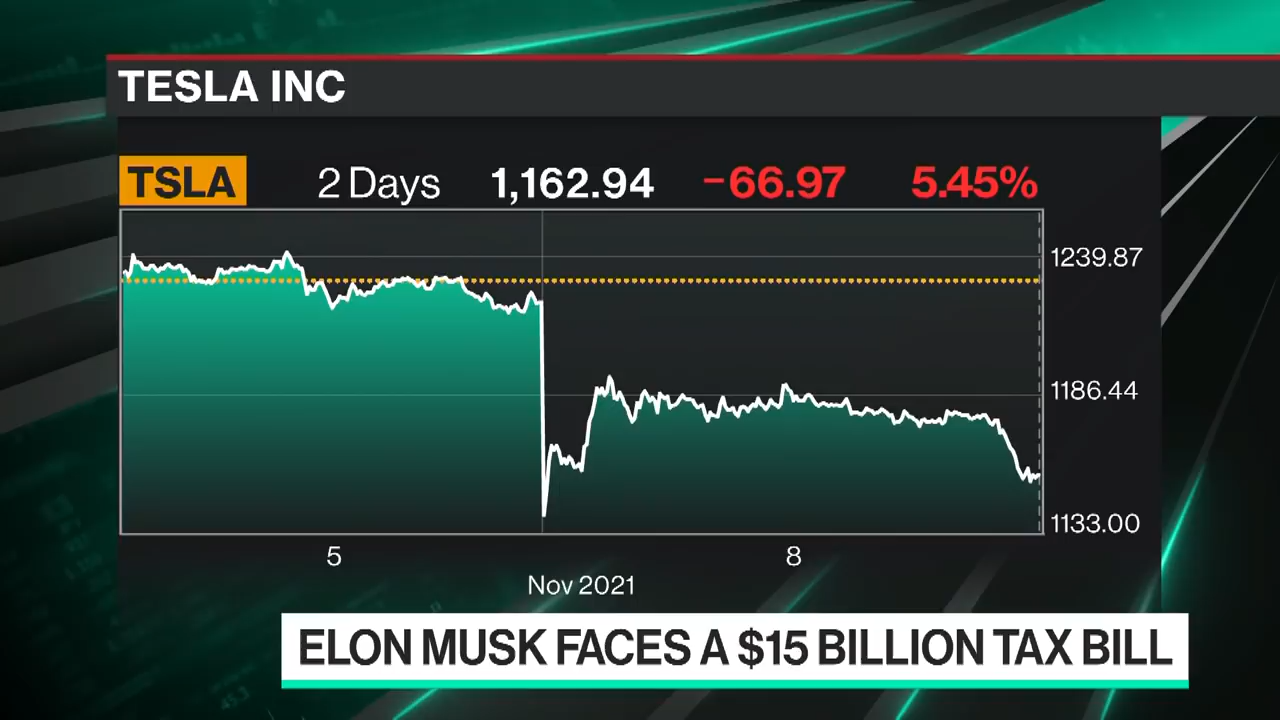 TESLA INC
TSLA 2 Days 1,162.94 -66.97 5.45%
1239.87
1186.44
1133.00
5 8
Nov 2021
ELON MUSK FACES A $15 BILLION TAX BILL